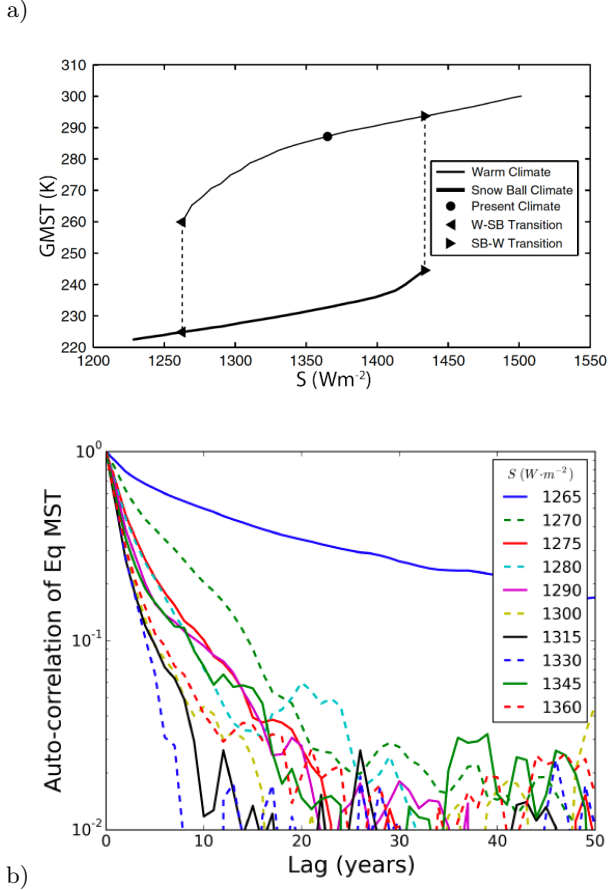 a)
310
300
290
280
270
260
250
240
230
220
GMST (K)
1200 1250 1300 1350 1400 1450 1500 1550
S (Wm-2)
Warm Climate
Snow Ball Climate
Present Climate
W-SB Transition
SB-W Transition
10^0
10^-1
10^-2
Auto-correlation of Eq MST
S (W·m^-2)
1265
1270
1275
1280
1290
1300
1315
1330
1345
1360
0 10 20 30 40 50
Lag (years)
b)